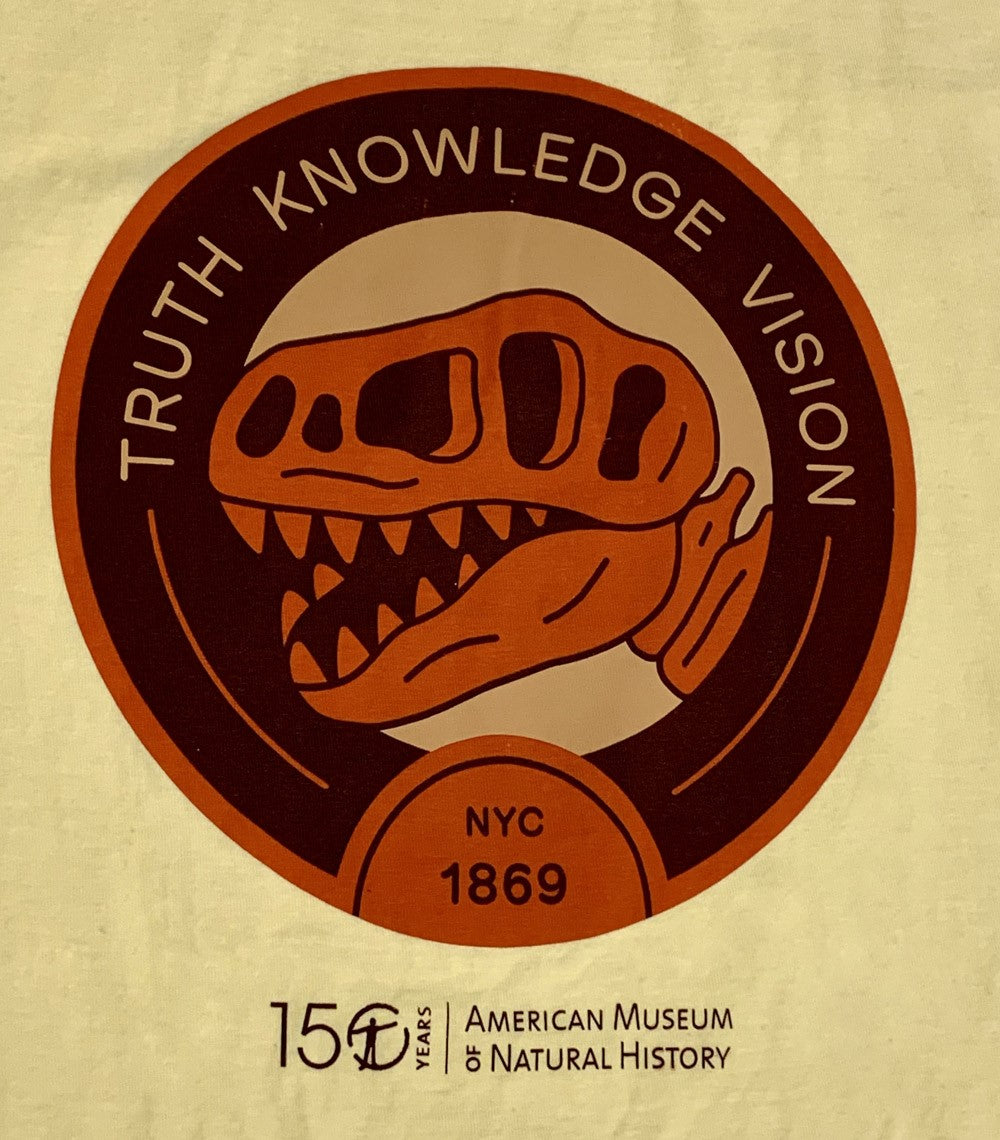 TRUTH KNOWLEDGE VISION
NYC
1869
150 YEARS
AMERICAN MUSEUM
OF NATURAL HISTORY